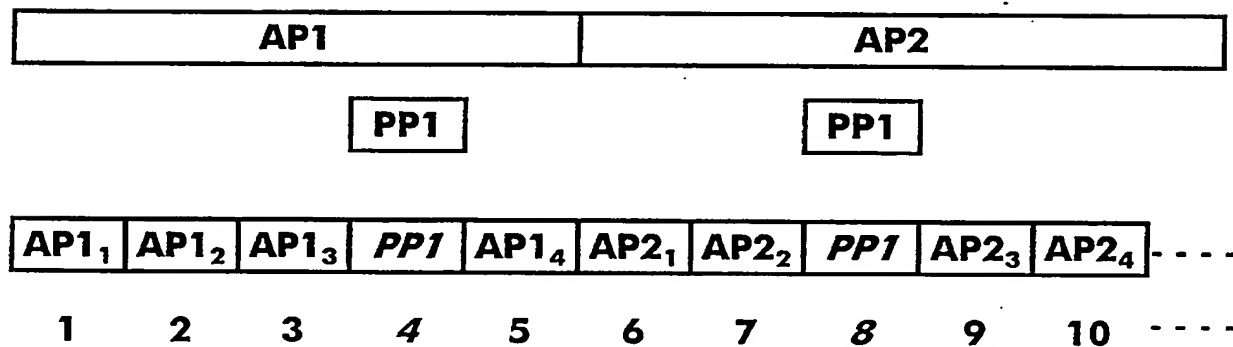 AP1 AP2
PP1 PP1
AP1₁ AP1₂ AP1₃ PP1 AP1₄ AP2₁ AP2₂ PP1 AP2₃ AP2₄
1 2 3 4 5 6 7 8 9 10